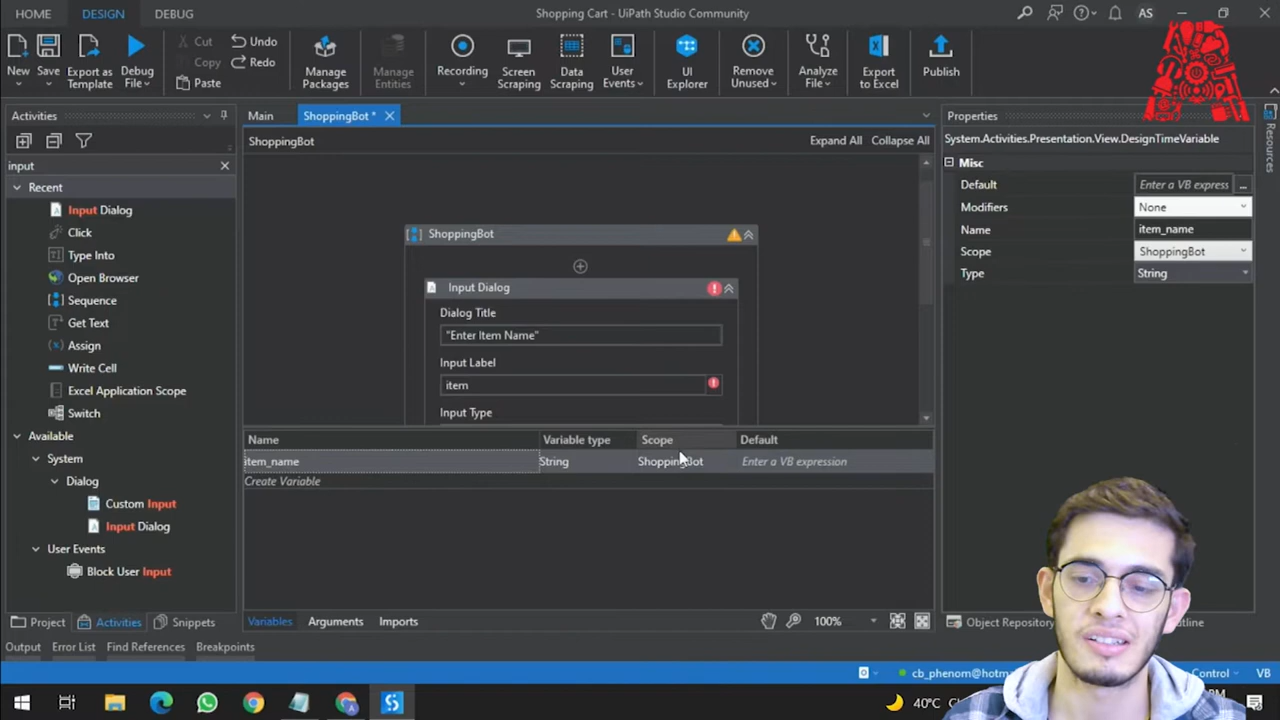 HOME DESIGN DEBUG Shopping Cart - UiPath Studio Community AS
New Save Export as Template Debug File Cut Copy Paste Undo Redo Manage Packages Manage Entities Recording Screen Scraping Data Scraping User Events UI Explorer Remove Unused Analyze File Export to Excel Publish
Activities
Main ShoppingBot *
Properties
Resources
ShoppingBot Expand All Collapse All
System.Activities.Presentation.View.DesignTimeVariable
input
Misc
Recent
Default Enter a VB express ...
Input Dialog
Modifiers None
Click
Name item_name
Type Into
Scope ShoppingBot
Open Browser
Type String
Sequence
Get Text
Assign
Write Cell
Excel Application Scope
Switch
Available
System
Dialog
Custom Input
Input Dialog
User Events
Block User Input
ShoppingBot
Input Dialog
Dialog Title
"Enter Item Name"
Input Label
item
Input Type
Name Variable type Scope Default
item_name String ShoppingBot Enter a VB expression
Create Variable
Project Activities Snippets
Variables Arguments Imports 100%
Object Repository
Output Error List Find References Breakpoints
cb_phenom@hotm
Control VB
40°C